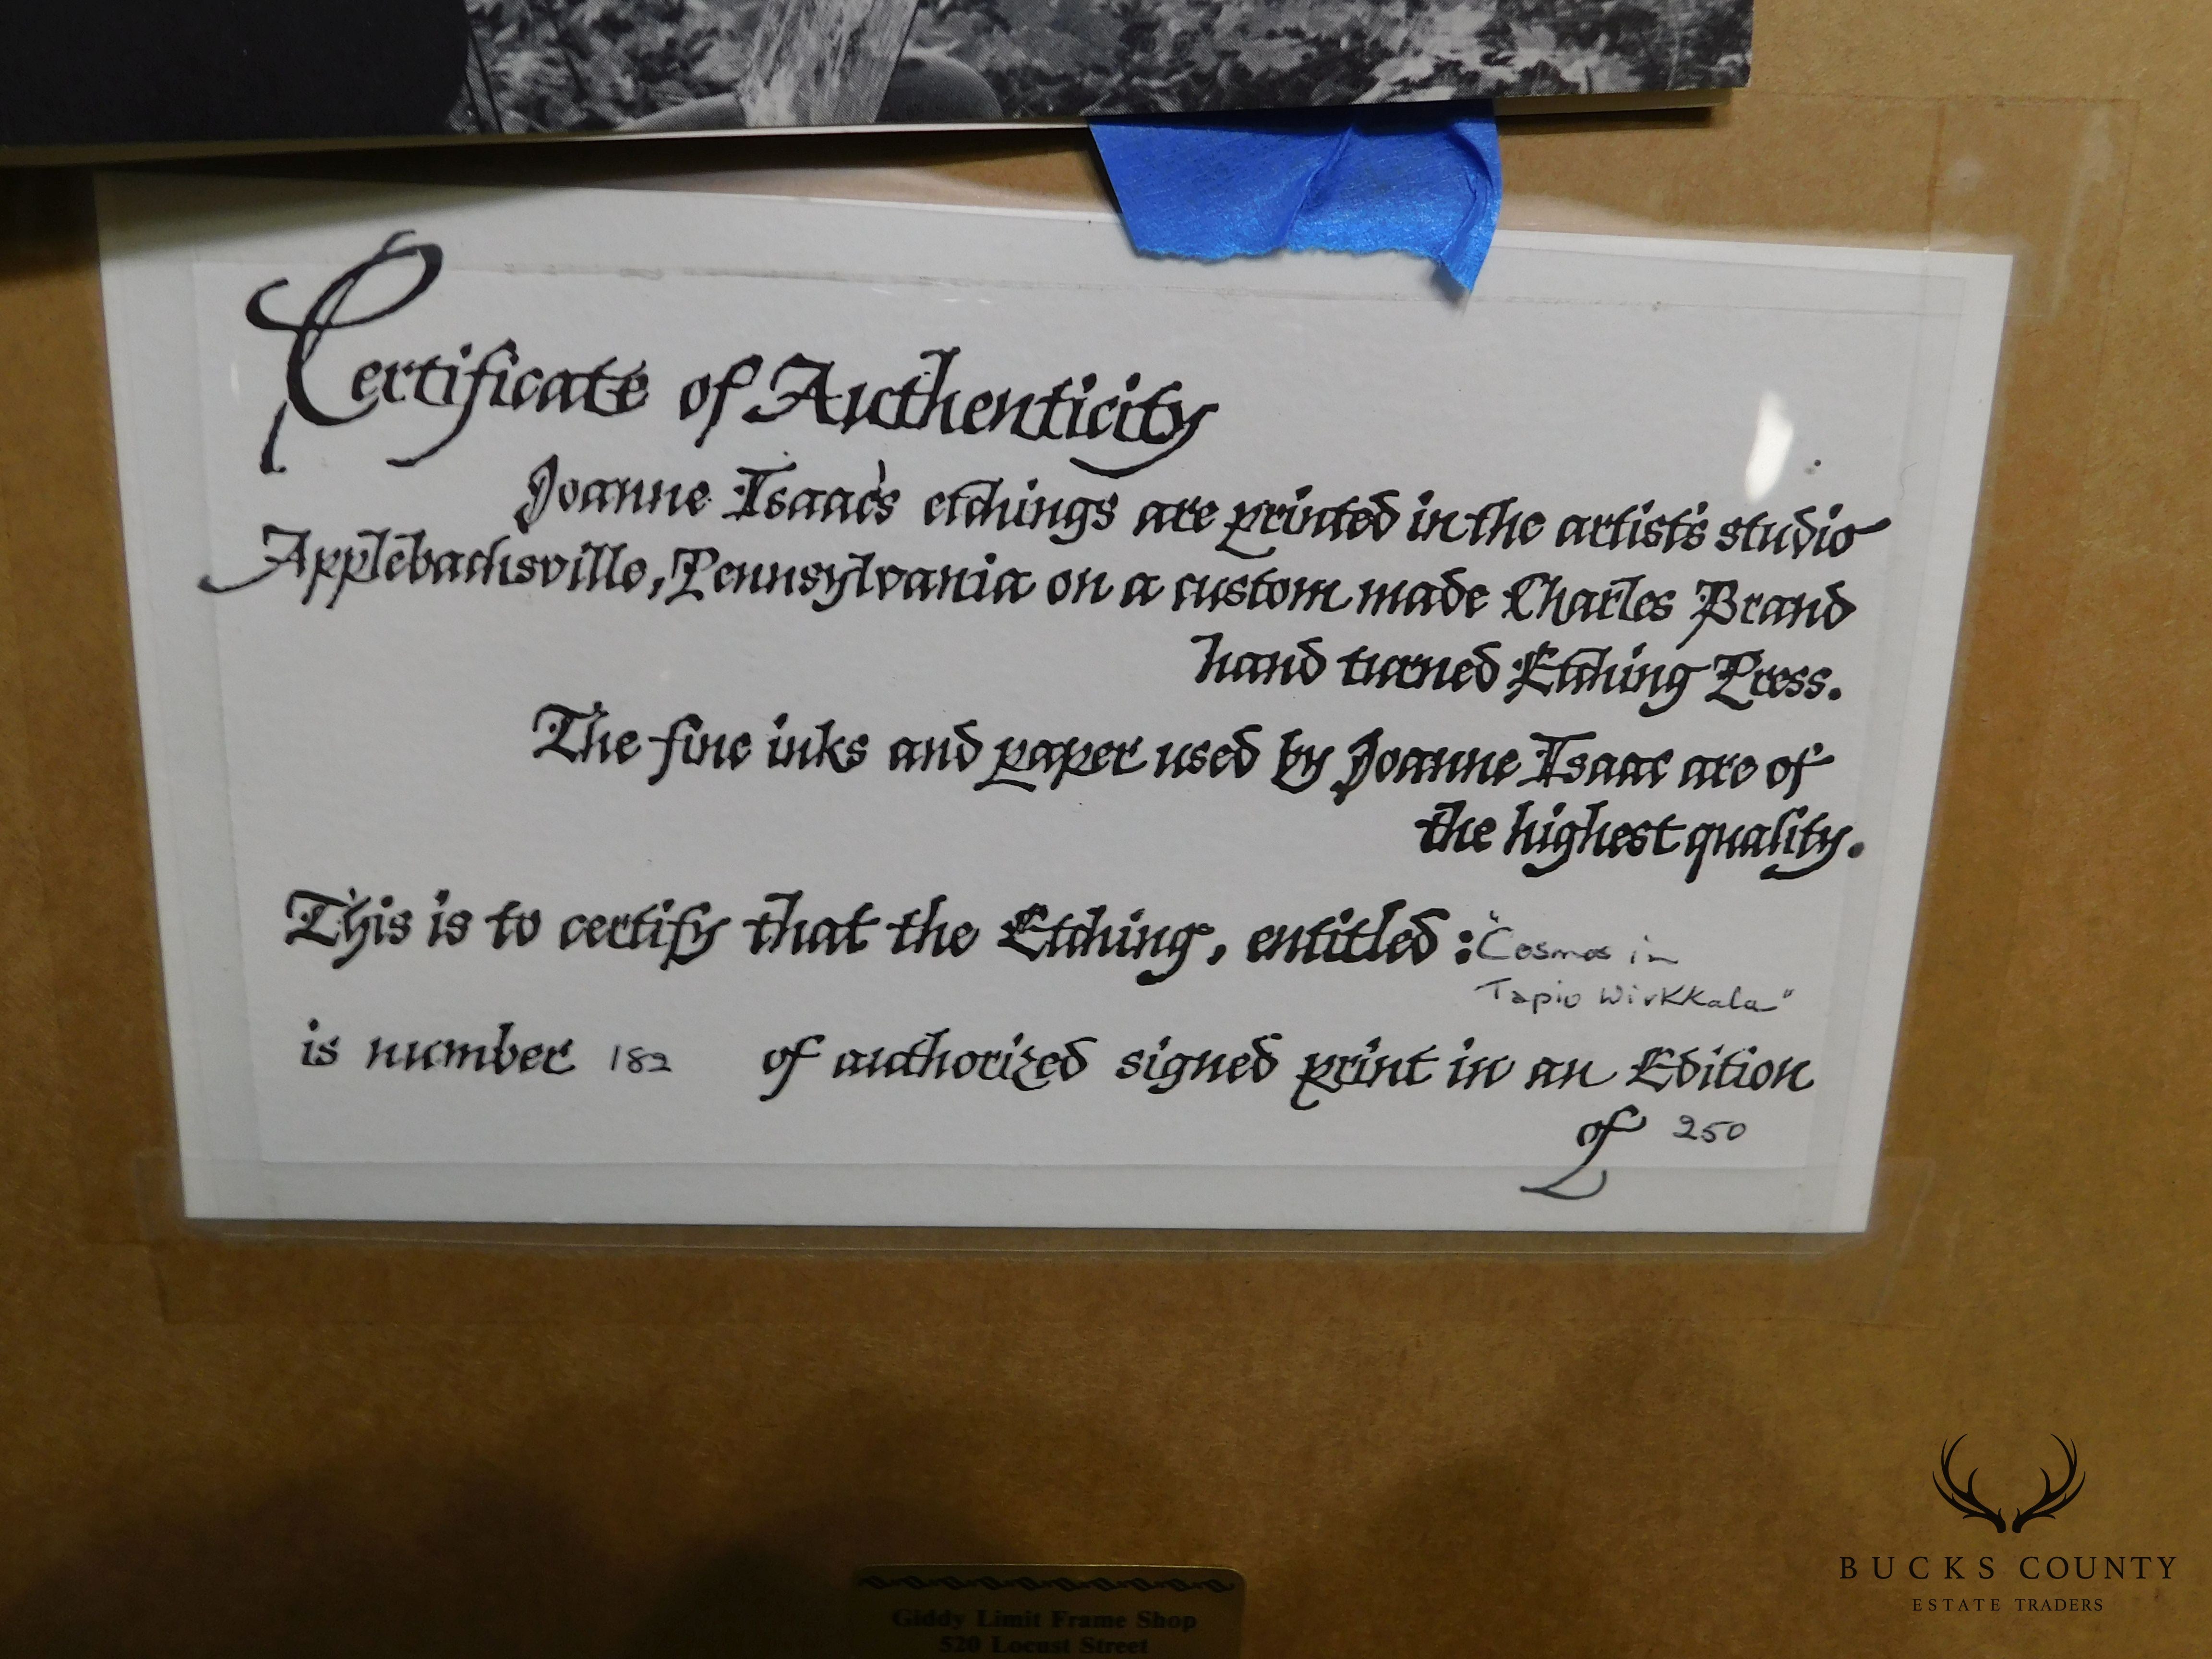 Certificate of Authenticity
Joanne Isaac's etchings are printed in the artist's studio
Applebachsville, Pennsylvania on a custom made Charles Brand
hand turned Etching Press.
The fine inks and paper used by Joanne Isaac are of
the highest quality.
This is to certify that the Etching, entitled: "Cosmos in
Tapio Wirkkala"
is number 182 of authorized signed print in an Edition
of 250
Giddy Limit Frame Shop
520 Locust Street
BUCKS COUNTY
ESTATE TRADERS